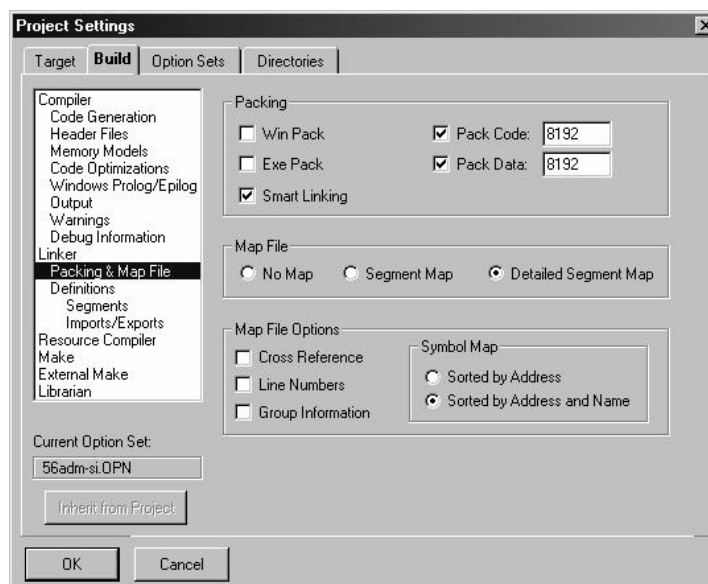 Project Settings
Target Build Option Sets Directories
Compiler
Code Generation
Header Files
Memory Models
Code Optimizations
Windows Prolog/Epilog
Output
Warnings
Debug Information
Linker
Packing & Map File
Definitions
Segments
Imports/Exports
Resource Compiler
Make
External Make
Librarian
Current Option Set:
56adm-si.OPN
Inherit from Project
Packing
Win Pack
Pack Code: 8192
Exe Pack
Pack Data: 8192
Smart Linking
Map File
No Map Segment Map Detailed Segment Map
Map File Options
Cross Reference
Line Numbers
Group Information
Symbol Map
Sorted by Address
Sorted by Address and Name
OK Cancel